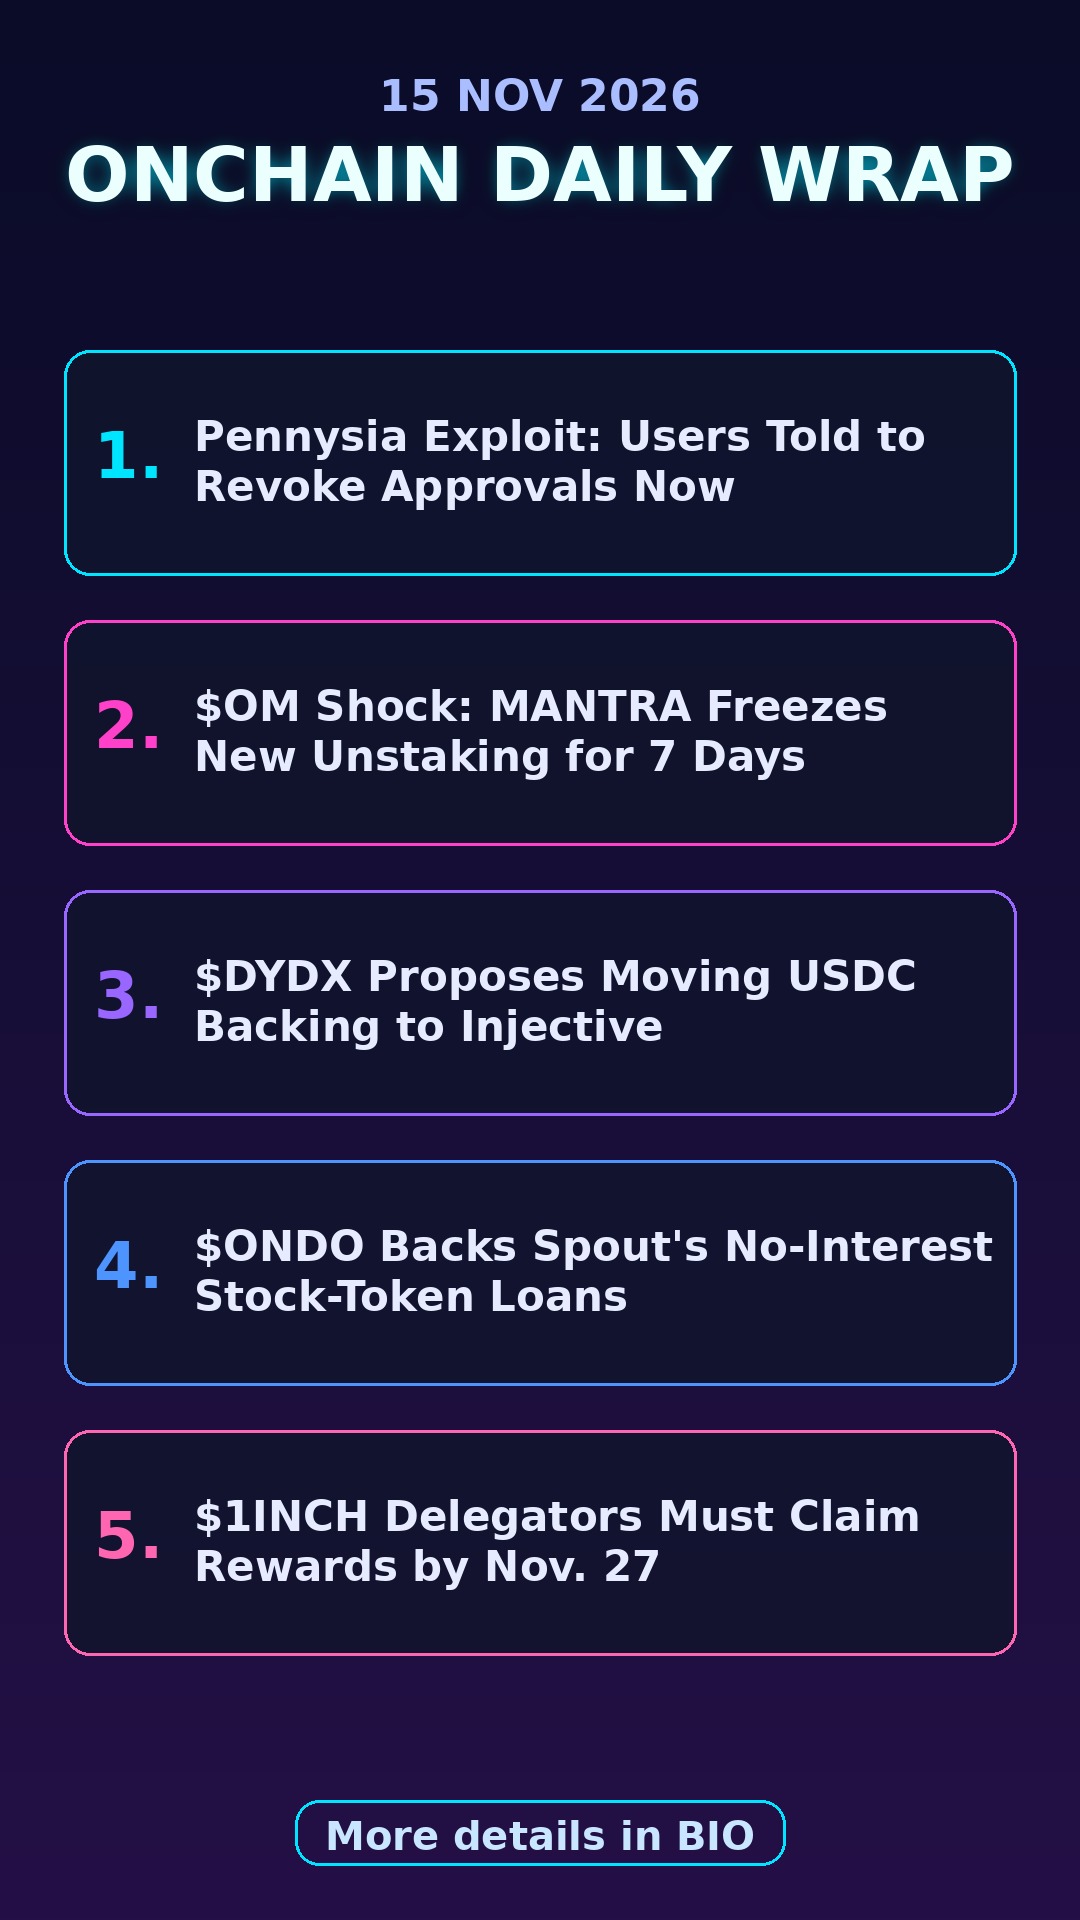 15 NOV 2026
ONCHAIN DAILY WRAP
1. Pennysia Exploit: Users Told to
Revoke Approvals Now
2. $OM Shock: MANTRA Freezes
New Unstaking for 7 Days
3. $DYDX Proposes Moving USDC
Backing to Injective
4. $ONDO Backs Spout's No-Interest
Stock-Token Loans
5. $1INCH Delegators Must Claim
Rewards by Nov. 27
More details in BIO